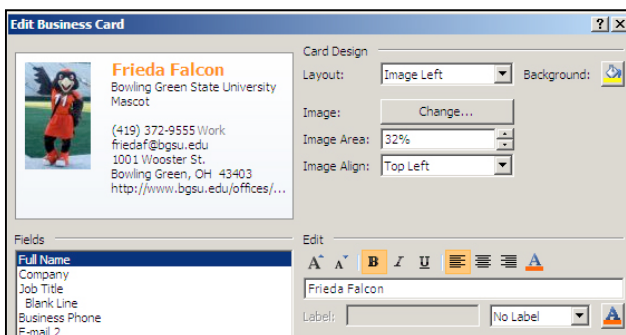 Edit Business Card
Frieda Falcon
Bowling Green State University
Mascot
(419) 372-9555 Work
friedaf@bgsu.edu
1001 Wooster St.
Bowling Green, OH 43403
http://www.bgsu.edu/offices/...
Card Design
Layout: Image Left Background:
Image: Change...
Image Area: 32%
Image Align: Top Left
Fields
Full Name
Company
Job Title
Blank Line
Business Phone
E-mail 2
Edit
A A B I U A
Frieda Falcon
Label: No Label A